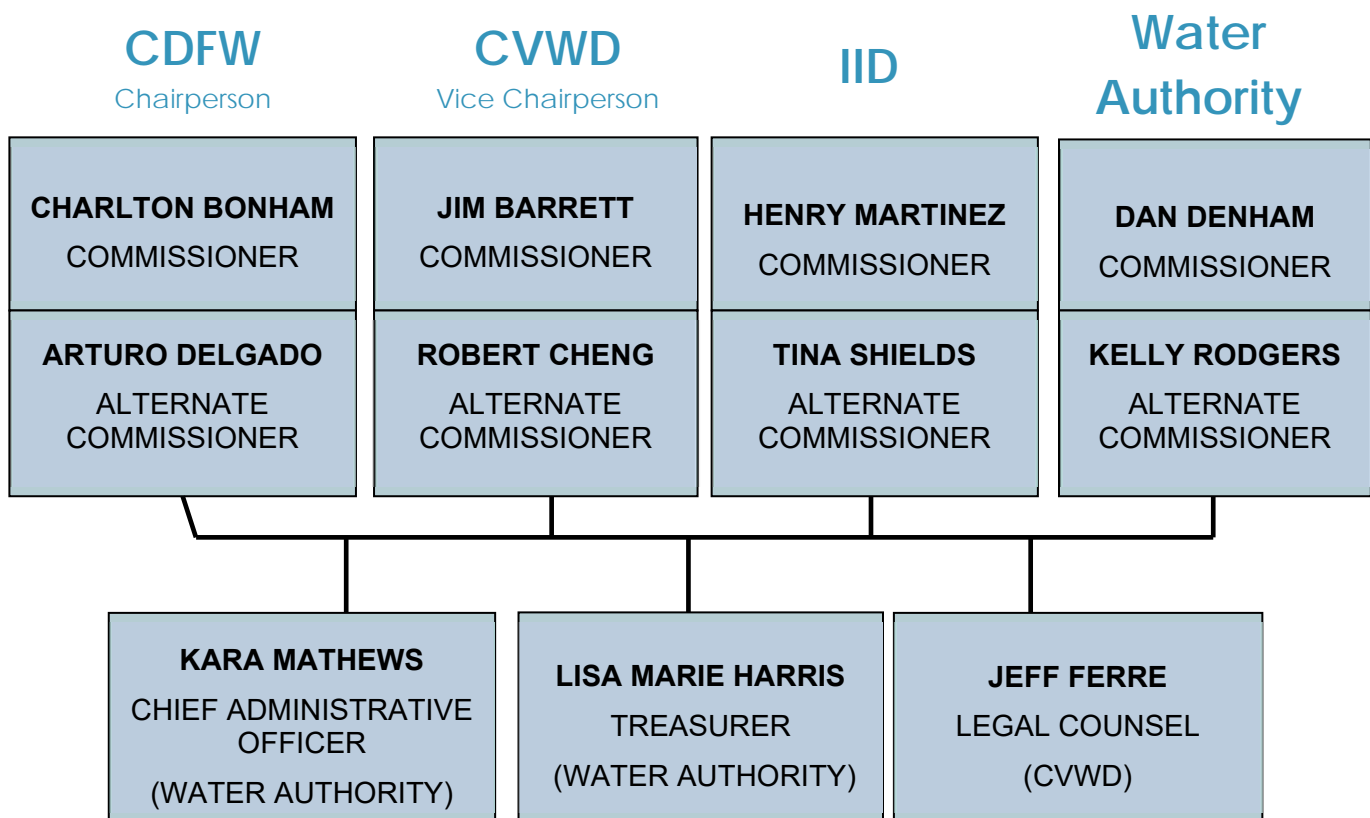 CDFW
Chairperson
CVWD
Vice Chairperson
IID
Water
Authority
CHARLTON BONHAM
COMMISSIONER
JIM BARRETT
COMMISSIONER
HENRY MARTINEZ
COMMISSIONER
DAN DENHAM
COMMISSIONER
ARTURO DELGADO
ALTERNATE
COMMISSIONER
ROBERT CHENG
ALTERNATE
COMMISSIONER
TINA SHIELDS
ALTERNATE
COMMISSIONER
KELLY RODGERS
ALTERNATE
COMMISSIONER
KARA MATHEWS
CHIEF ADMINISTRATIVE
OFFICER
(WATER AUTHORITY)
LISA MARIE HARRIS
TREASURER
(WATER AUTHORITY)
JEFF FERRE
LEGAL COUNSEL
(CVWD)